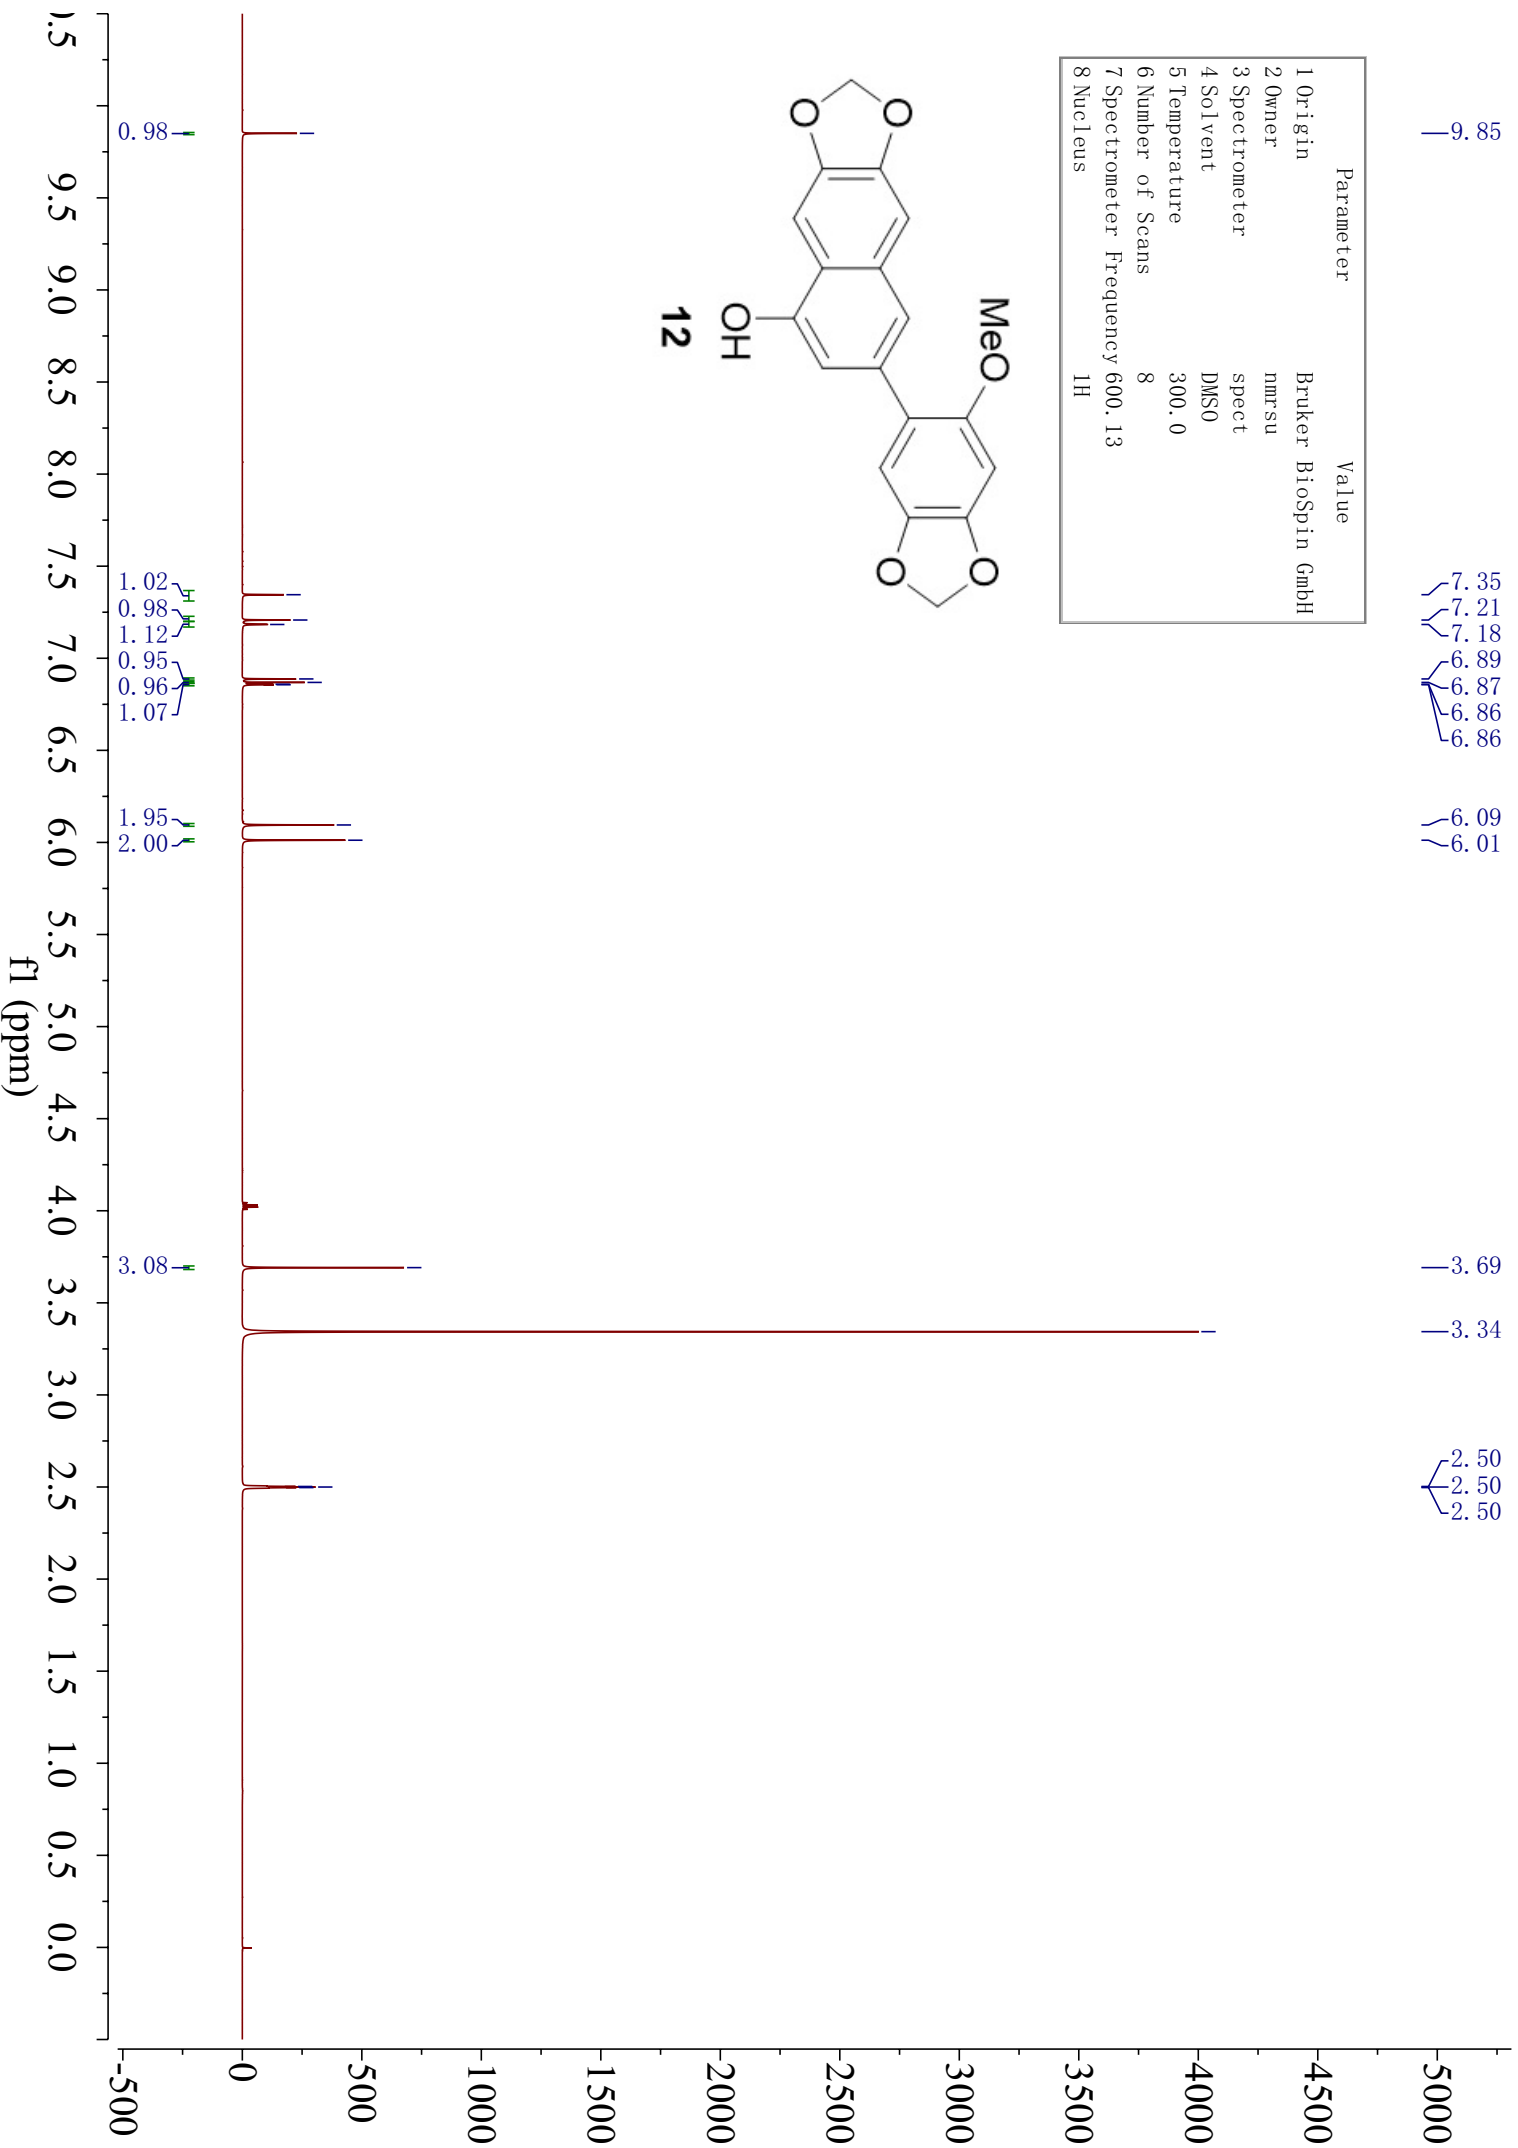 9.85
7.35
7.21
7.18
6.89
6.87
6.86
6.86
6.09
6.01
3.69
3.34
2.50
2.50
2.50
Parameter Value
1 Origin Bruker BioSpin GmbH
2 Owner nmrsu
3 Spectrometer spect
4 Solvent DMSO
5 Temperature 300.0
6 Number of Scans 8
7 Spectrometer Frequency 600.13
8 Nucleus 1H
MeO
O
O
O
O
OH
12
5000
4500
4000
3500
3000
2500
2000
1500
1000
500
0
-500
0.98
1.02
0.98
1.12
0.95
0.96
1.07
1.95
2.00
3.08
).5 9.5 9.0 8.5 8.0 7.5 7.0 6.5 6.0 5.5 5.0 4.5 4.0 3.5 3.0 2.5 2.0 1.5 1.0 0.5 0.0
f1 (ppm)